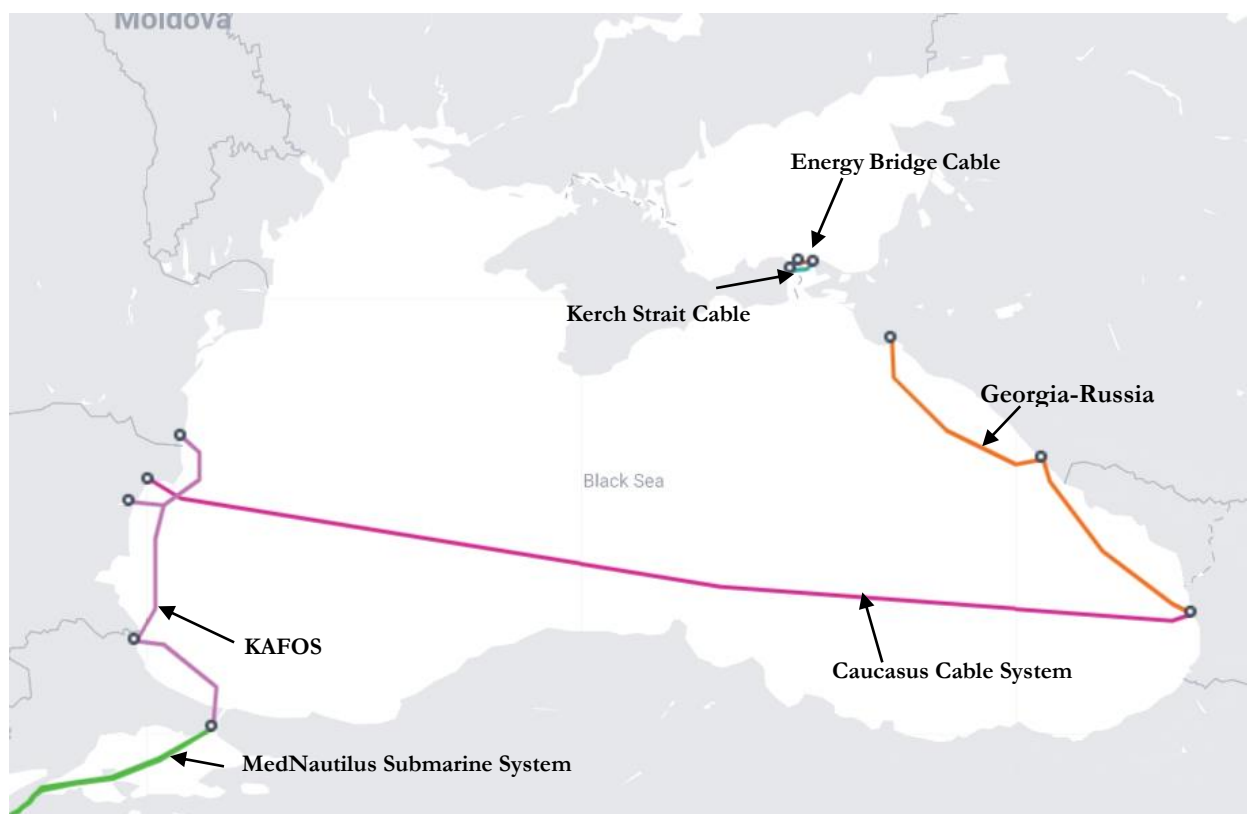 Moldova
Energy Bridge Cable
Kerch Strait Cable
Georgia-Russia
Black Sea
KAFOS
Caucasus Cable System
MedNautilus Submarine System